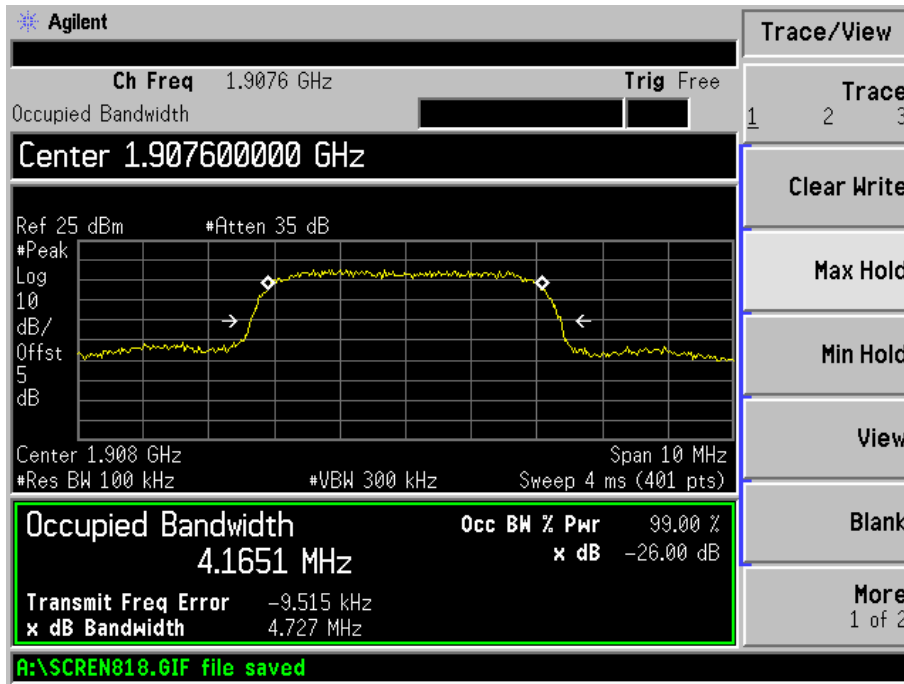 Agilent
Trace/View
Ch Freq 1.9076 GHz Trig Free
Occupied Bandwidth
Center 1.907600000 GHz
Ref 25 dBm #Atten 35 dB
#Peak
Log
10
dB/
Offst
5
dB
Center 1.908 GHz Span 10 MHz
#Res BW 100 kHz #VBW 300 kHz Sweep 4 ms (401 pts)
Occupied Bandwidth
4.1651 MHz
Occ BW % Pwr 99.00 %
x dB -26.00 dB
Transmit Freq Error -9.515 kHz
x dB Bandwidth 4.727 MHz
A:\SCREN818.GIF file saved
Trace
1 2 3
Clear Write
Max Hold
Min Hold
View
Blank
More
1 of 2